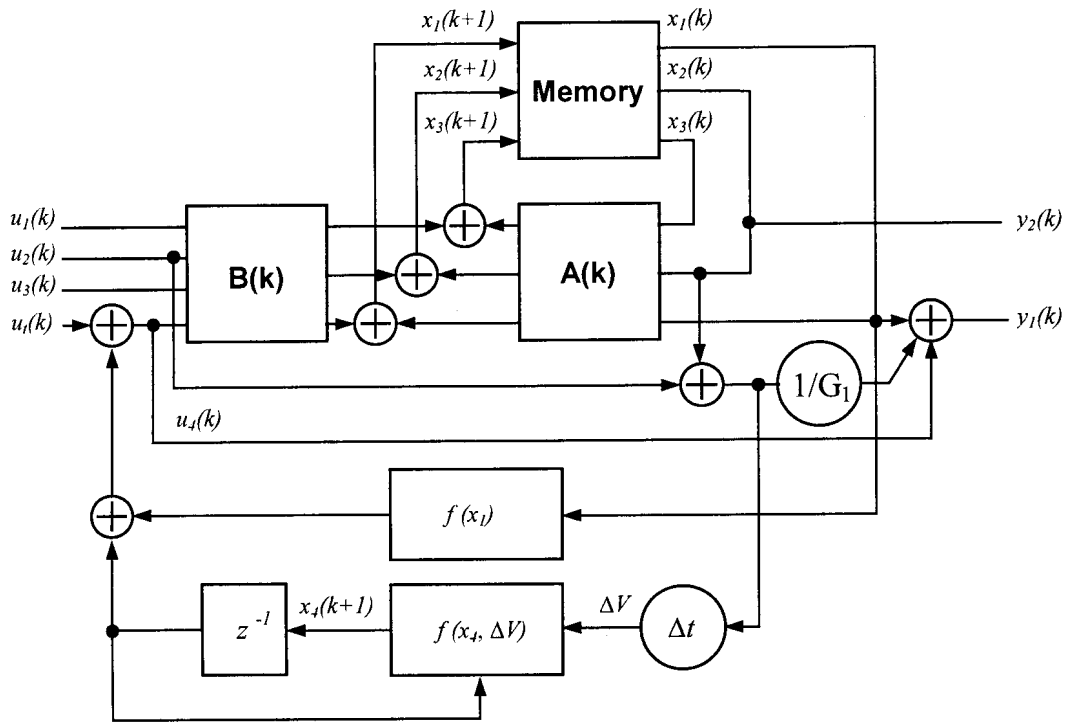 x₁(k+1)
x₁(k)
x₂(k+1)
x₂(k)
Memory
x₃(k+1)
x₃(k)
u₁(k)
u₂(k)
u₃(k)
uₜ(k)
B(k)
A(k)
y₂(k)
y₁(k)
1/G₁
u₄(k)
f(x₁)
z⁻¹
x₄(k+1)
f(x₄, ΔV)
ΔV
Δt